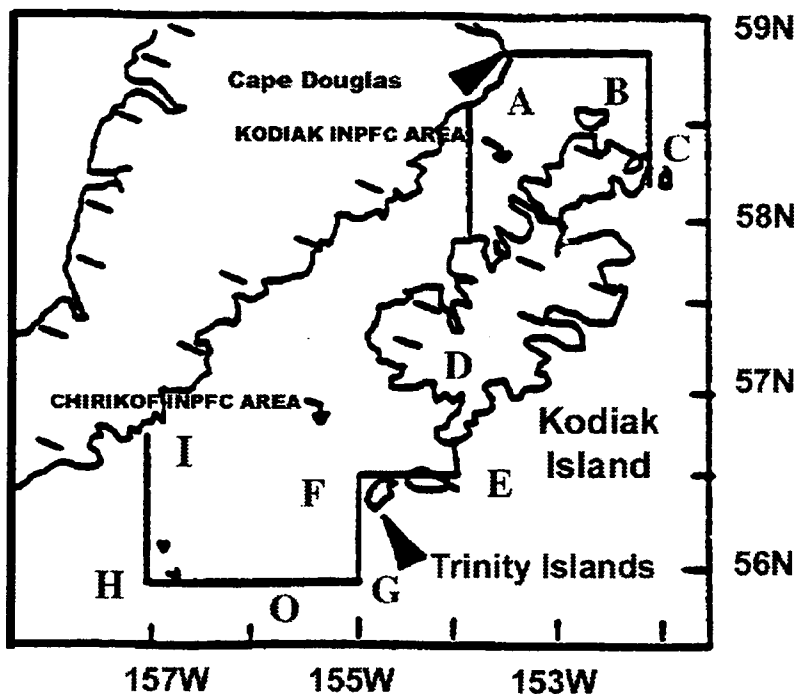 59N
Cape Douglas
A
B
KODIAK INPFC AREA
C
58N
D
57N
CHIRIKOF INPFC AREA
Kodiak
Island
I
F
E
Trinity Islands
56N
H
G
O
157W
155W
153W